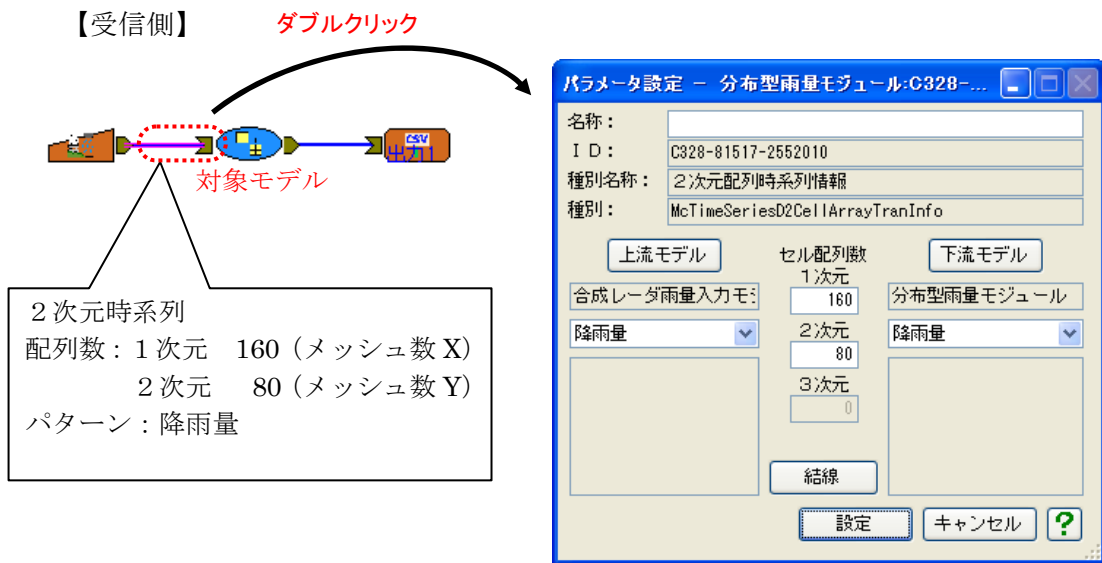 【受信側】
ダブルクリック
CSV
出力1
対象モデル
２次元時系列
配列数：１次元　160（メッシュ数 X）
２次元　80（メッシュ数 Y）
パターン：降雨量
パラメータ設定 － 分布型雨量モジュール:C328-...
名称：
ＩＤ：
C328-81517-2552010
種別名称：
２次元配列時系列情報
種別：
McTimeSeriesD2CellArrayTranInfo
上流モデル
セル配列数
下流モデル
１次元
合成レーダ雨量入力モ
160
分布型雨量モジュール
降雨量
２次元
降雨量
80
３次元
0
結線
設定
キャンセル
?